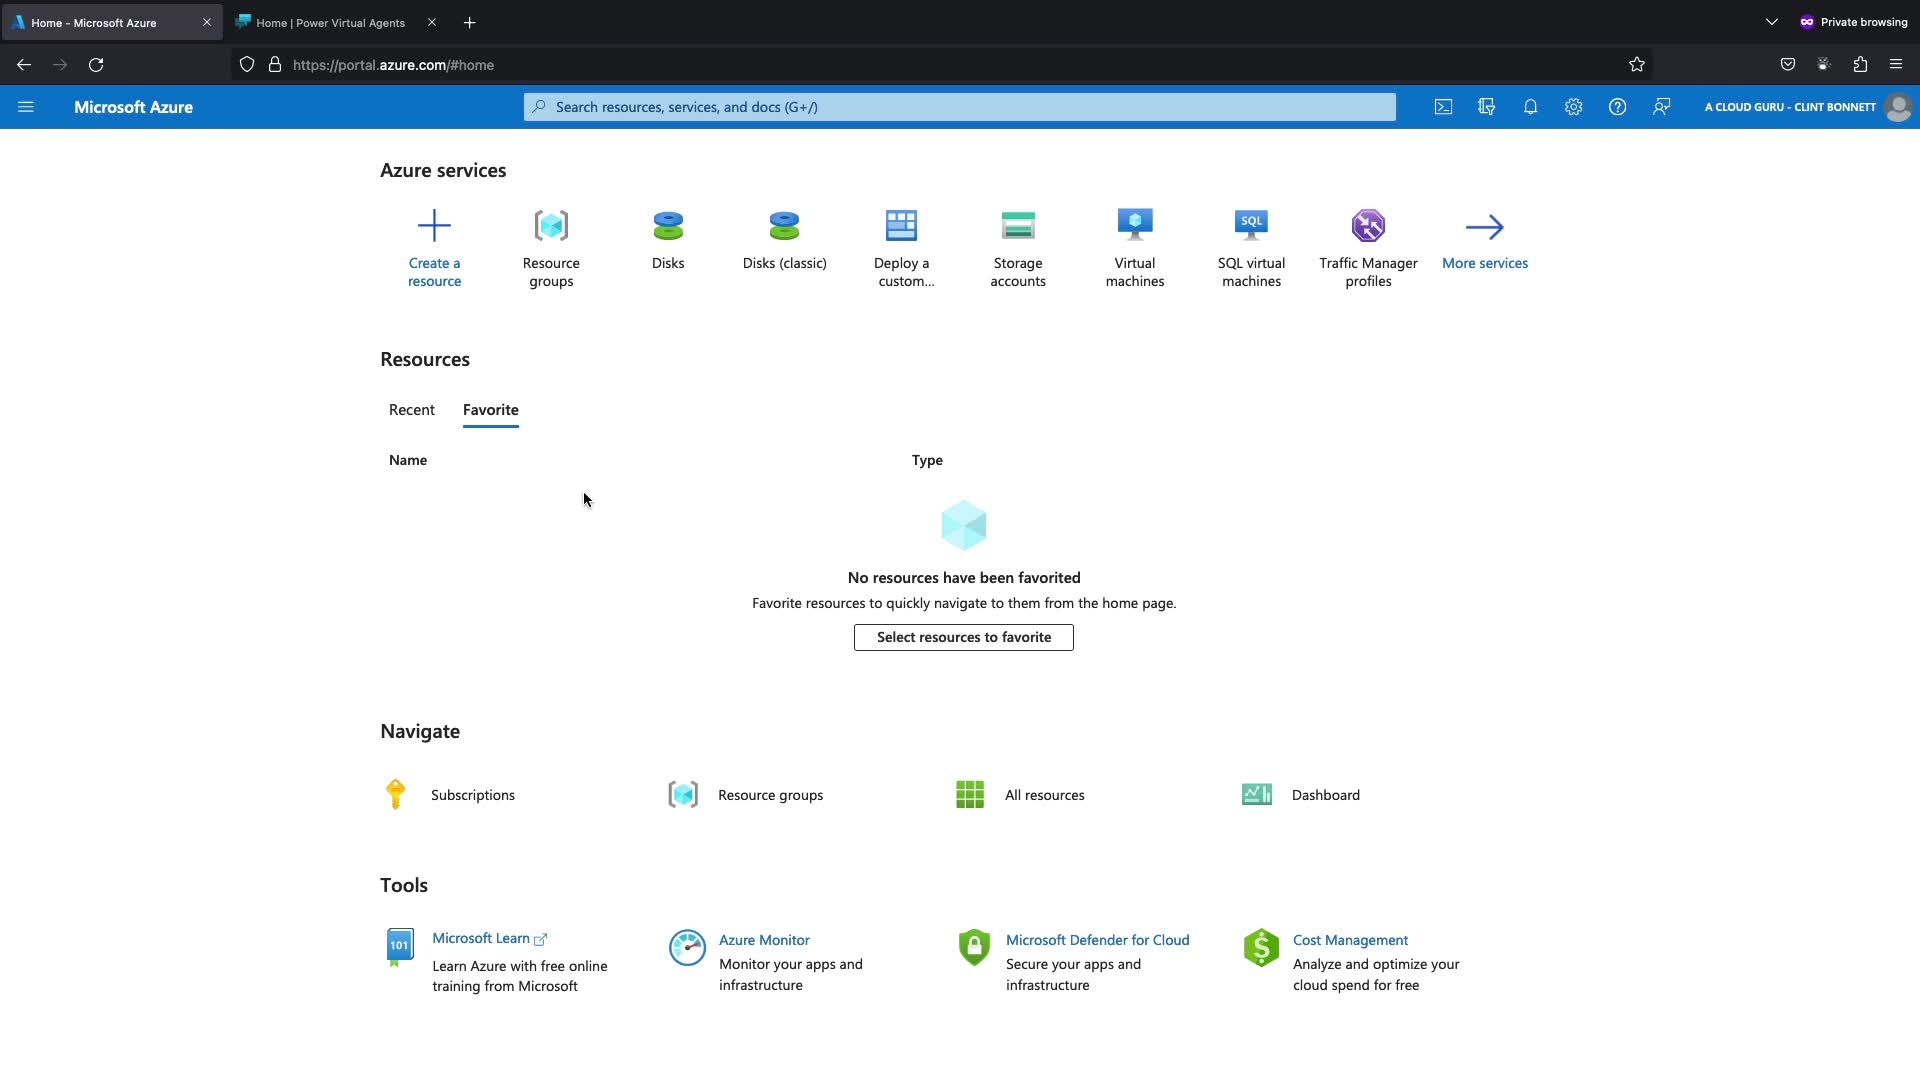 Home - Microsoft Azure
Home | Power Virtual Agents
Private browsing
https://portal.azure.com/#home
Microsoft Azure
Search resources, services, and docs (G+/)
A CLOUD GURU - CLINT BONNETT
Azure services
Create a
resource
Resource
groups
Disks
Disks (classic)
Deploy a
custom...
Storage
accounts
Virtual
machines
SQL
SQL virtual
machines
Traffic Manager
profiles
More services
Resources
Recent
Favorite
Name
Type
No resources have been favorited
Favorite resources to quickly navigate to them from the home page.
Select resources to favorite
Navigate
Subscriptions
Resource groups
All resources
Dashboard
Tools
101
Microsoft Learn
Learn Azure with free online
training from Microsoft
Azure Monitor
Monitor your apps and
infrastructure
Microsoft Defender for Cloud
Secure your apps and
infrastructure
Cost Management
Analyze and optimize your
cloud spend for free